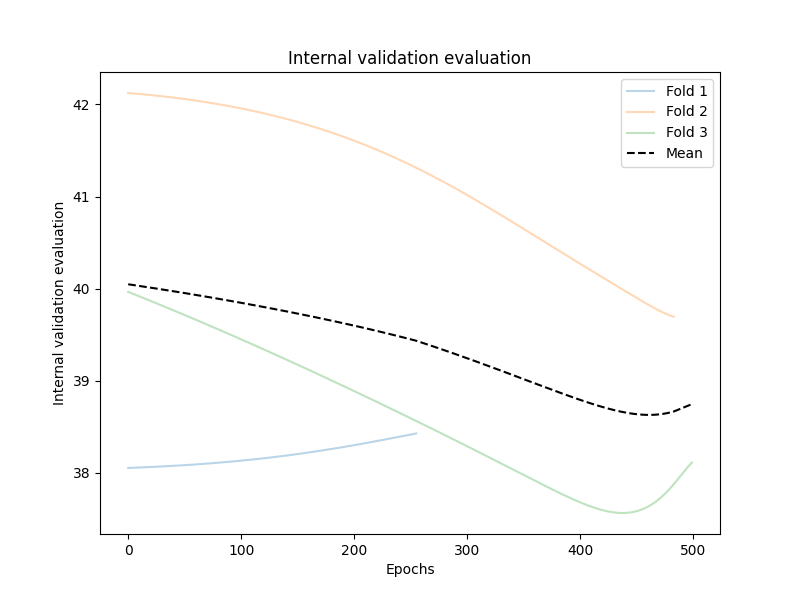 Internal validation evaluation
Fold 1
Fold 2
Fold 3
Mean
Internal validation evaluation
42
41
40
39
38
0 100 200 300 400 500
Epochs